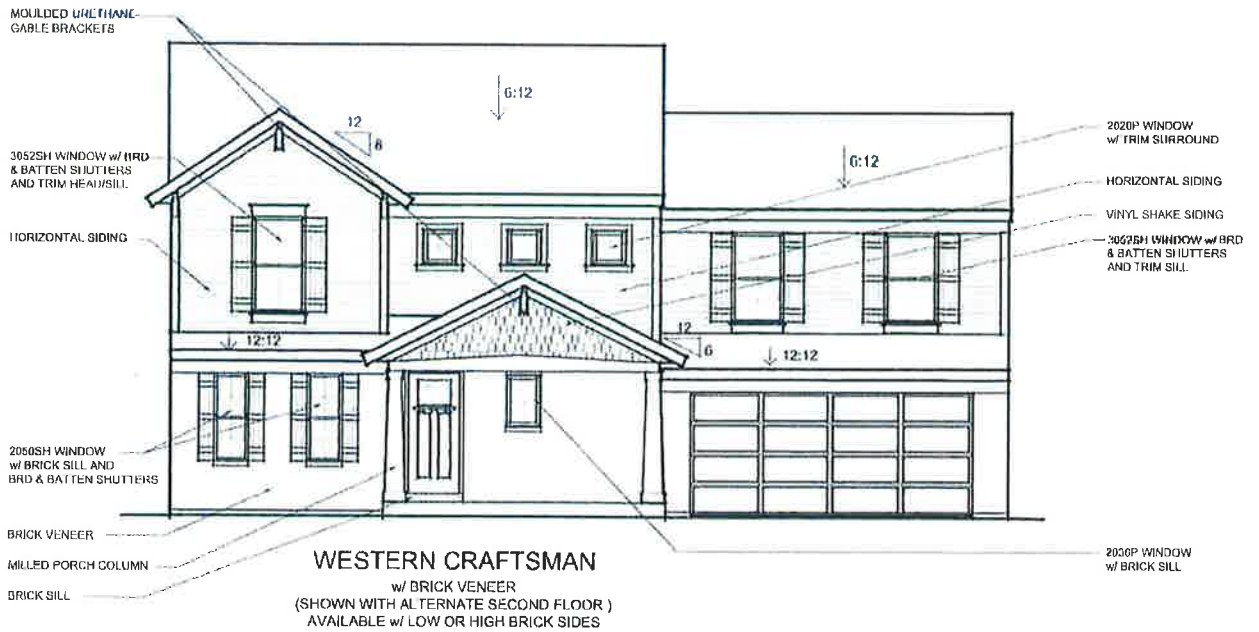 MOULDED URETHANE
GABLE BRACKETS
6:12
12
8
3052SH WINDOW w/ BRD
& BATTEN SHUTTERS
AND TRIM HEAD/SILL
HORIZONTAL SIDING
2020P WINDOW
w/ TRIM SURROUND
6:12
HORIZONTAL SIDING
VINYL SHAKE SIDING
3052SH WINDOW w/ BRD
& BATTEN SHUTTERS
AND TRIM SILL
12:12
12
6
12:12
2050SH WINDOW
w/ BRICK SILL AND
BRD & BATTEN SHUTTERS
BRICK VENEER
MILLED PORCH COLUMN
BRICK SILL
2030P WINDOW
w/ BRICK SILL
WESTERN CRAFTSMAN
w/ BRICK VENEER
(SHOWN WITH ALTERNATE SECOND FLOOR )
AVAILABLE w/ LOW OR HIGH BRICK SIDES